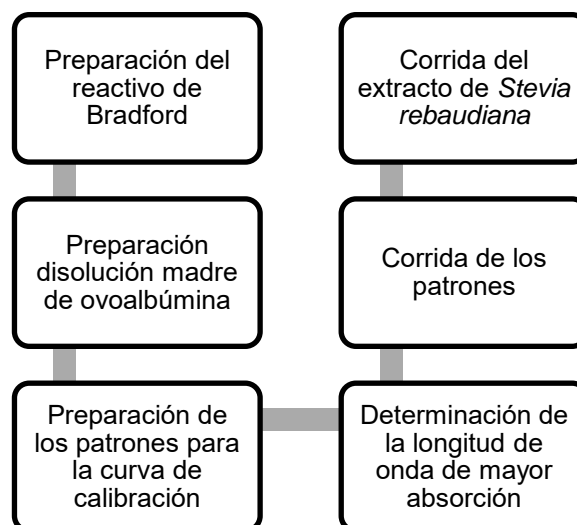 Preparación del
reactivo de
Bradford
Preparación
disolución madre
de ovoalbúmina
Preparación de
los patrones para
la curva de
calibración
Determinación de
la longitud de
onda de mayor
absorción
Corrida de los
patrones
Corrida del
extracto de Stevia
rebaudiana